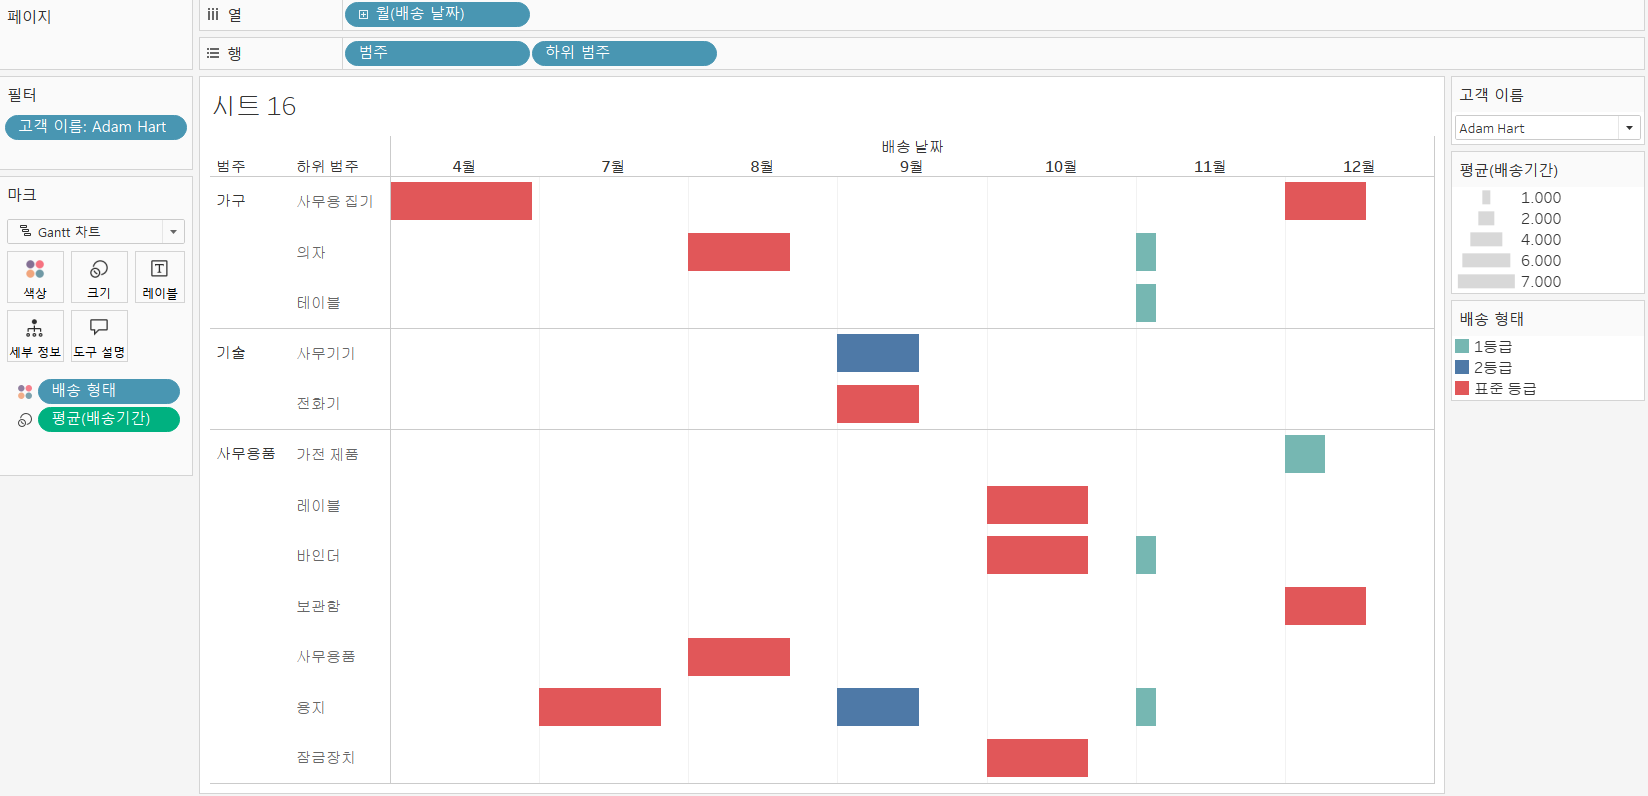 페이지
열
월(배송 날짜)
행
범주
하위 범주
필터
고객 이름: Adam Hart
마크
Gantt 차트
색상
크기
레이블
세부 정보
도구 설명
배송 형태
평균(배송기간)
시트 16
배송 날짜
범주 하위 범주 4월 7월 8월 9월 10월 11월 12월
가구 사무용 집기
의자
테이블
기술 사무기기
전화기
사무용품 가전 제품
레이블
바인더
보관함
사무용품
용지
잠금장치
고객 이름
Adam Hart
평균(배송기간)
1.000
2.000
4.000
6.000
7.000
배송 형태
1등급
2등급
표준 등급